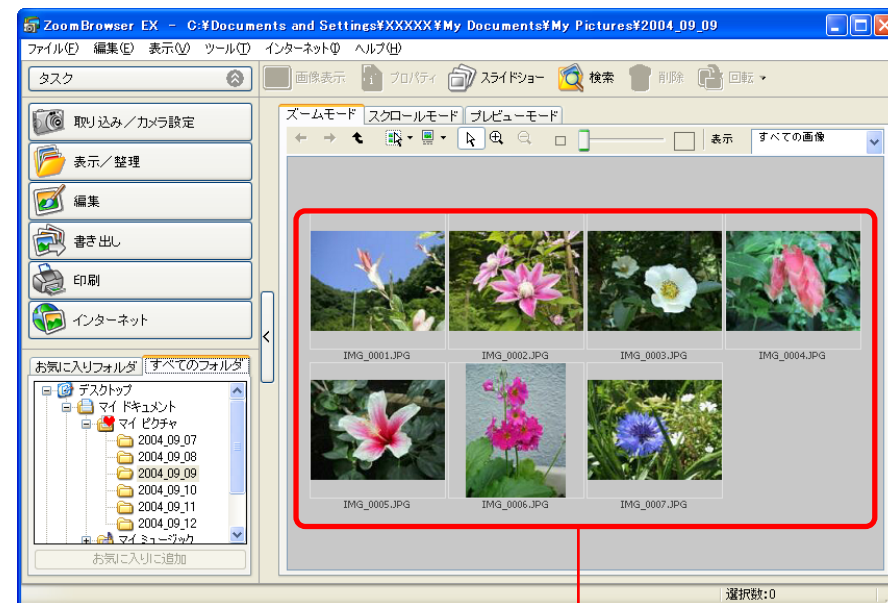 ZoomBrowser EX - C:¥Documents and Settings¥XXXXX¥My Documents¥My Pictures¥2004_09_09
ファイル(F) 編集(E) 表示(V) ツール(T) インターネット(I) ヘルプ(H)
タスク
画像表示 プロパティ スライドショー 検索 削除 回転
取り込み/カメラ設定
表示/整理
編集
書き出し
印刷
インターネット
お気に入りフォルダ すべてのフォルダ
デスクトップ
マイ ドキュメント
マイ ピクチャ
2004_09_07
2004_09_08
2004_09_09
2004_09_10
2004_09_11
2004_09_12
マイ ミュージック
お気に入りに追加
ズームモード スクロールモード プレビューモード
表示 すべての画像
IMG_0001.JPG IMG_0002.JPG IMG_0003.JPG IMG_0004.JPG
IMG_0005.JPG IMG_0006.JPG IMG_0007.JPG
選択数:0